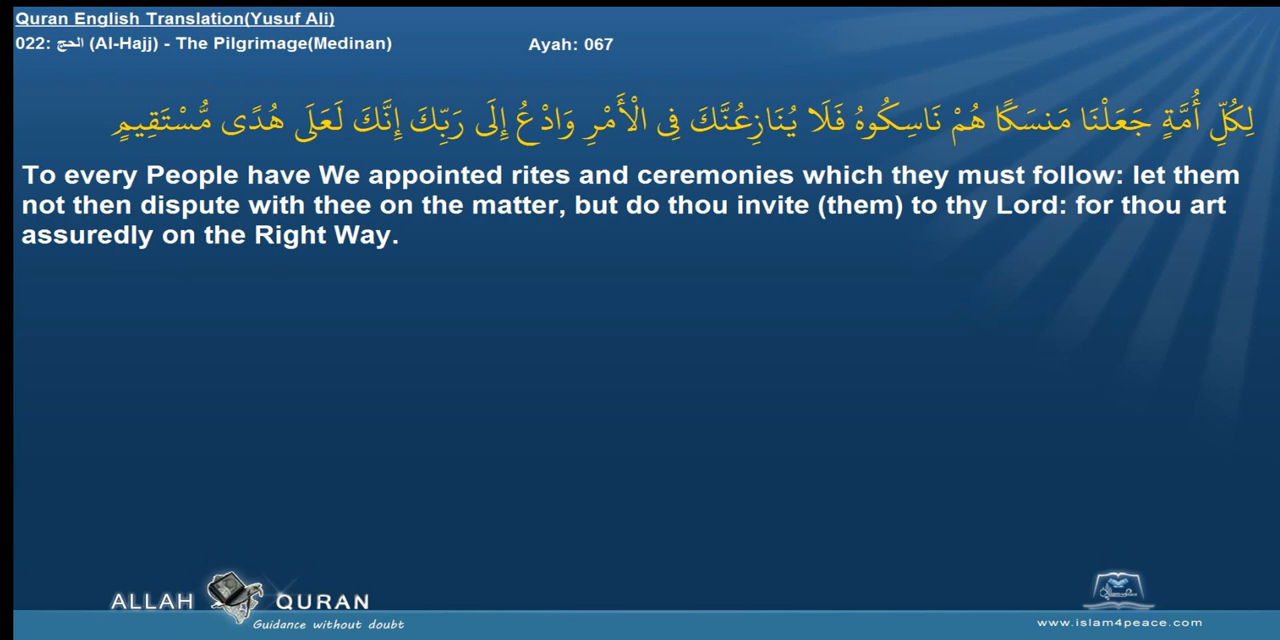 Quran English Translation(Yusuf Ali)
022: الحج (Al-Hajj) - The Pilgrimage(Medinan) Ayah: 067
لِكُلِّ أُمَّةٍ جَعَلْنَا مَنسَكًا هُمْ نَاسِكُوهُ فَلَا يُنَازِعُنَّكَ فِى الْأَمْرِ وَادْعُ إِلَى رَبِّكَ إِنَّكَ لَعَلَى هُدًى مُّسْتَقِيمٍ
To every People have We appointed rites and ceremonies which they must follow: let them
not then dispute with thee on the matter, but do thou invite (them) to thy Lord: for thou art
assuredly on the Right Way.
ALLAH QURAN
Guidance without doubt
www.islam4peace.com